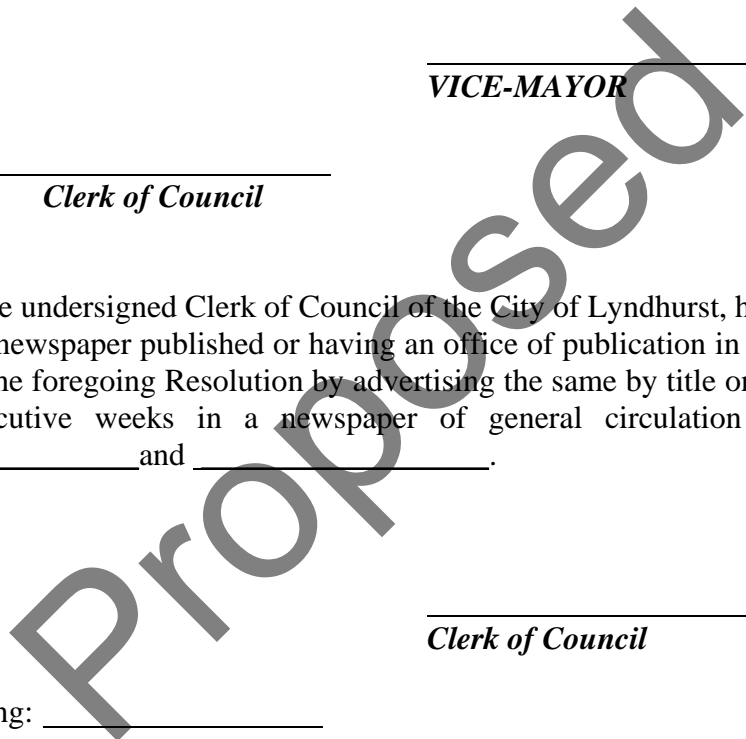 VICE-MAYOR
Clerk of Council
e undersigned Clerk of Council of the City of Lyndhurst, h
newspaper published or having an office of publication in
ne foregoing Resolution by advertising the same by title or
cutive weeks in a newspaper of general circulation
and .
Clerk of Council
ng:
Proposed